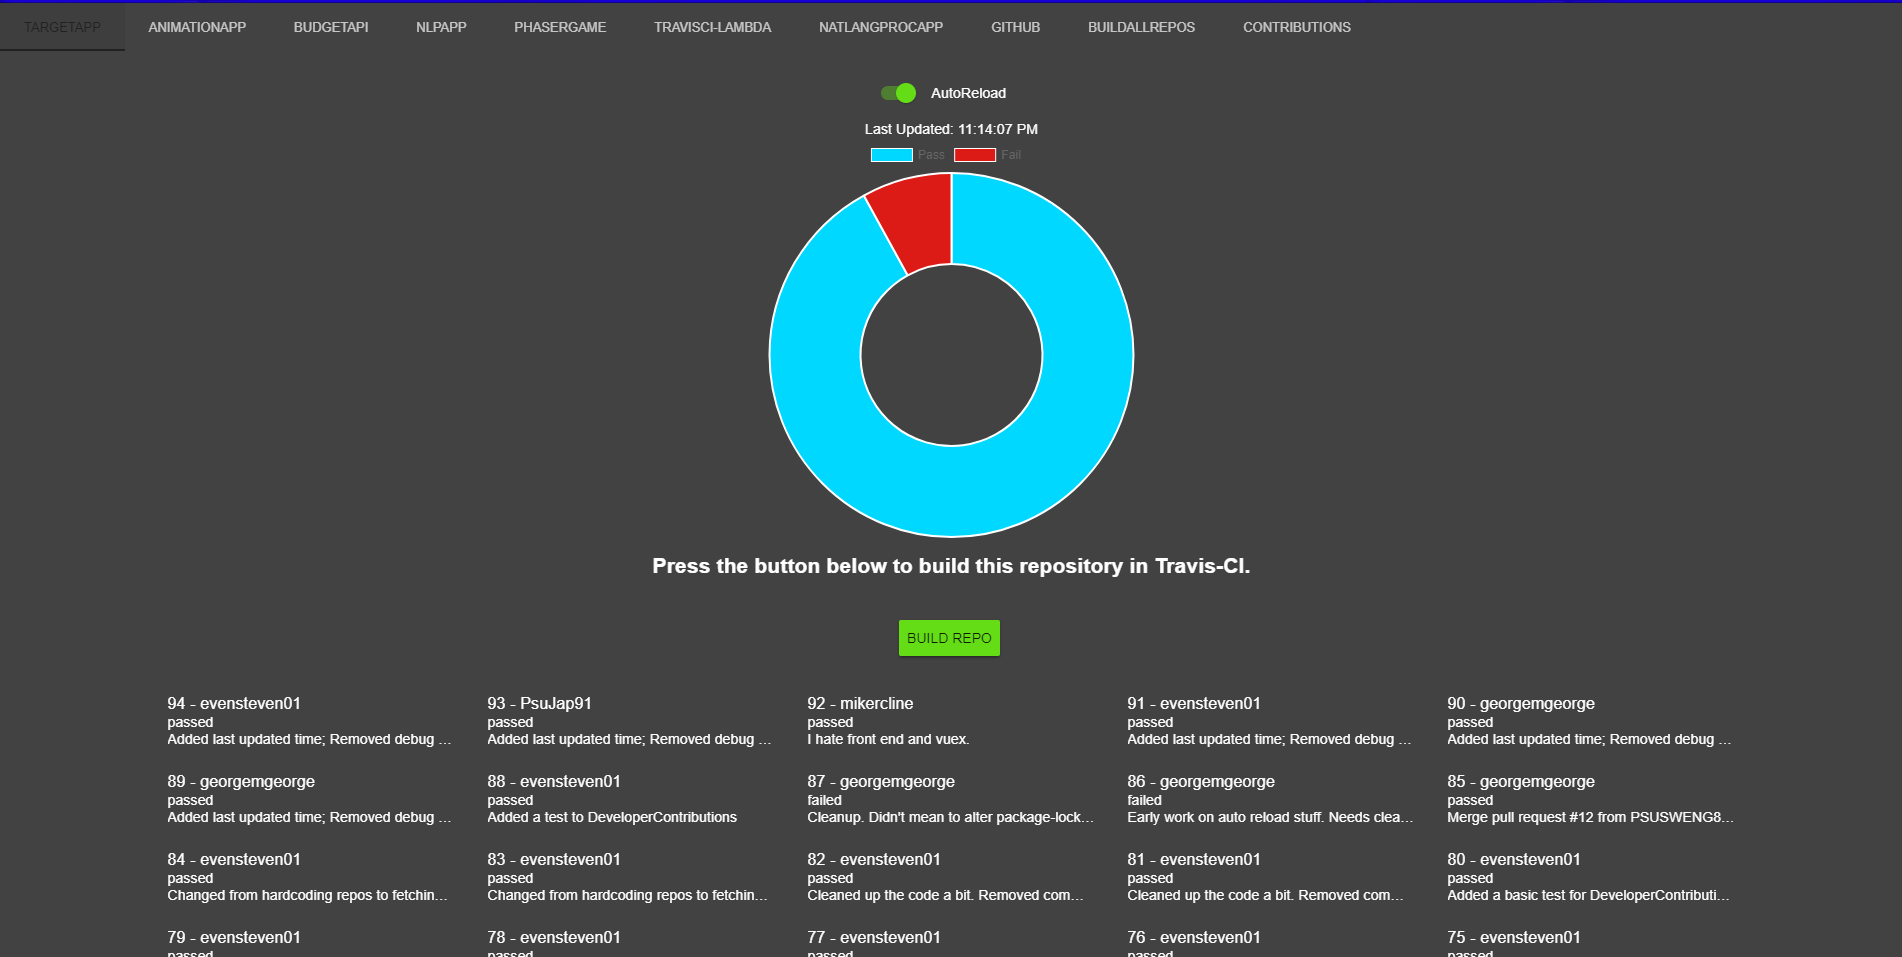 TARGETAPP ANIMATIONAPP BUDGETAPI NLPAPP PHASERGAME TRAVISCI-LAMBDA NATLANGPROCAPP GITHUB BUILDALLREPOS CONTRIBUTIONS
AutoReload
Last Updated: 11:14:07 PM
Pass Fail
Press the button below to build this repository in Travis-CI.
BUILD REPO
94 - evensteven01 93 - PsuJap91 92 - mikercline 91 - evensteven01 90 - georgemgeorge
passed passed passed passed passed
Added last updated time; Removed debug ... Added last updated time; Removed debug ... I hate front end and vuex. Added last updated time; Removed debug ... Added last updated time; Removed debug ...
89 - georgemgeorge 88 - evensteven01 87 - georgemgeorge 86 - georgemgeorge 85 - georgemgeorge
passed passed failed failed passed
Added last updated time; Removed debug ... Added a test to DeveloperContributions Cleanup. Didn't mean to alter package-lock... Early work on auto reload stuff. Needs clea... Merge pull request #12 from PSUSWENG8...
84 - evensteven01 83 - evensteven01 82 - evensteven01 81 - evensteven01 80 - evensteven01
passed passed passed passed passed
Changed from hardcoding repos to fetchin... Changed from hardcoding repos to fetchin... Cleaned up the code a bit. Removed com... Cleaned up the code a bit. Removed com... Added a basic test for DeveloperContributi...
79 - evensteven01 78 - evensteven01 77 - evensteven01 76 - evensteven01 75 - evensteven01
passed passed passed passed passed